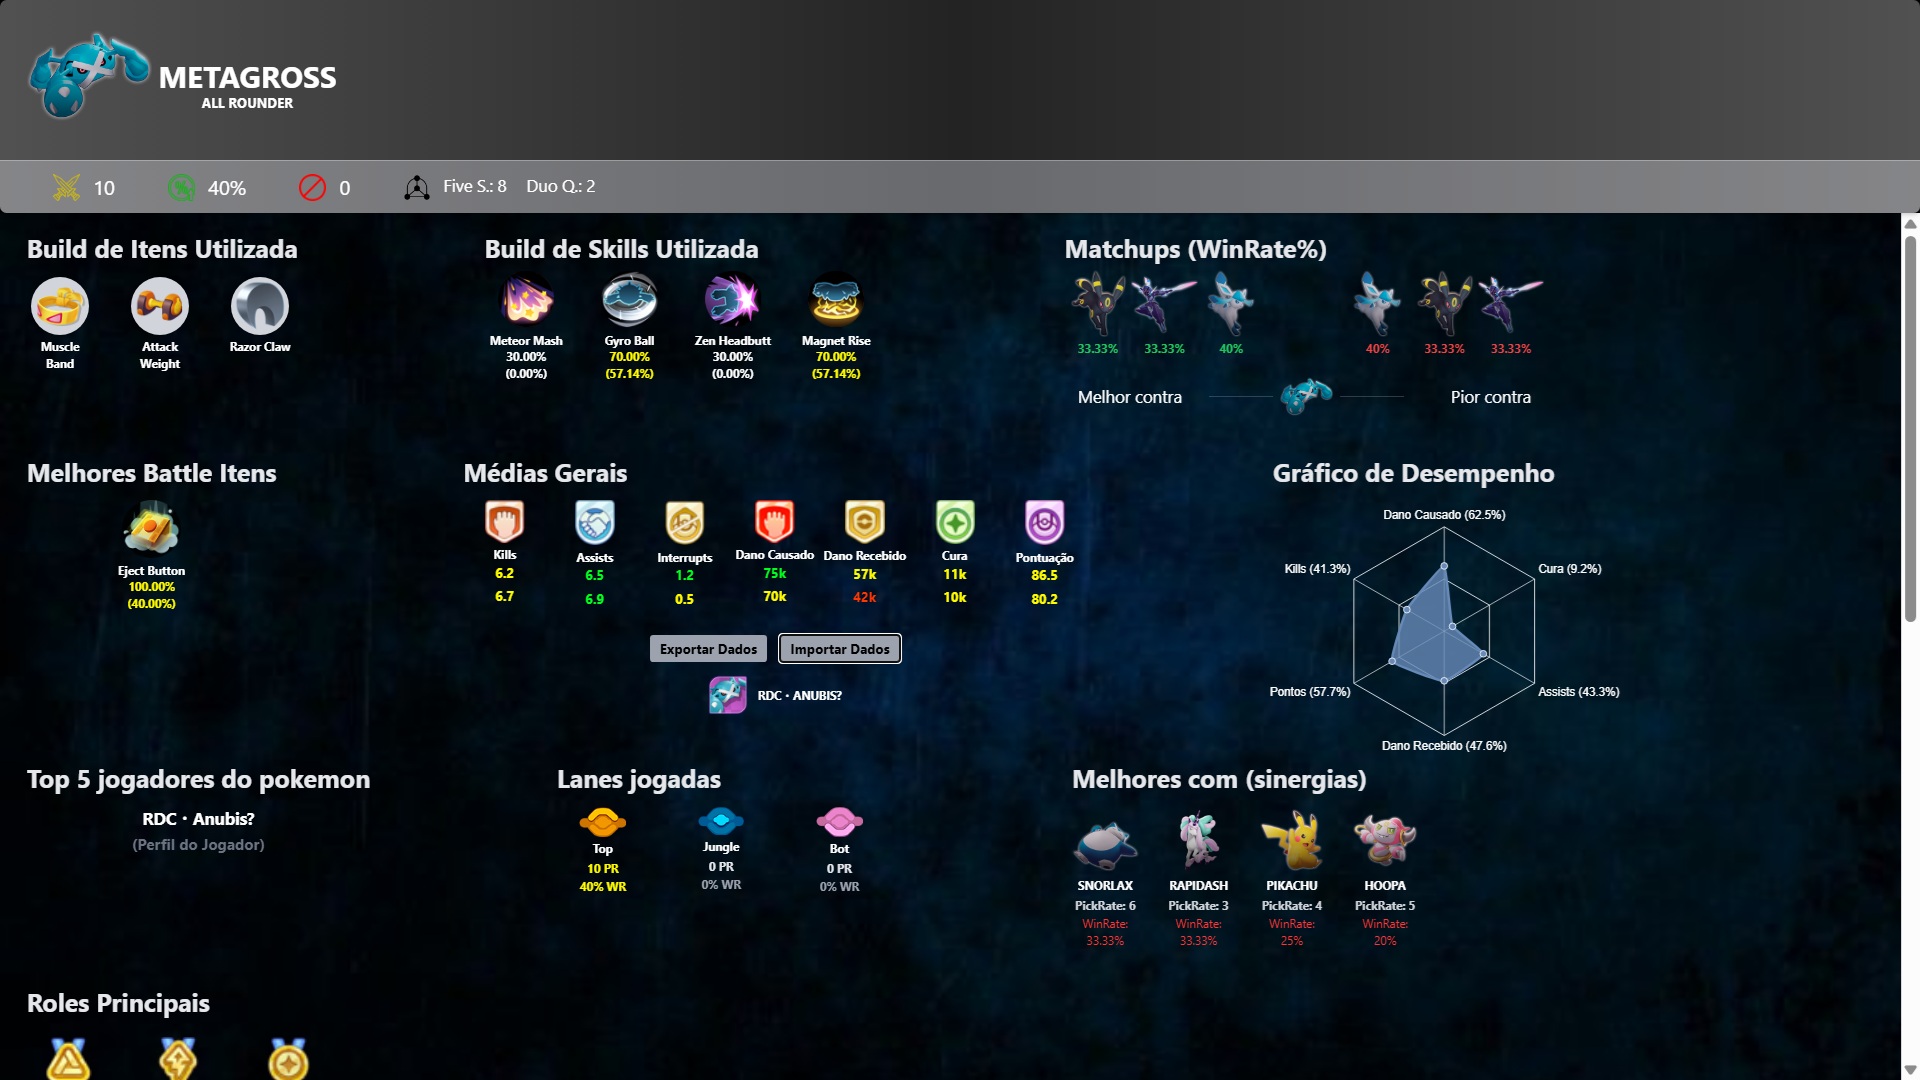 METAGROSS
ALL ROUNDER
10
40%
0
Five S.: 8 Duo Q.: 2
Build de Itens Utilizada
Muscle
Band
Attack
Weight
Razor Claw
Build de Skills Utilizada
Meteor Mash
30.00%
(0.00%)
Gyro Ball
70.00%
(57.14%)
Zen Headbutt
30.00%
(0.00%)
Magnet Rise
70.00%
(57.14%)
Matchups (WinRate%)
33.33% 33.33% 40% 40% 33.33% 33.33%
Melhor contra
Pior contra
Melhores Battle Itens
Eject Button
100.00%
(40.00%)
Médias Gerais
Kills
6.2
6.7
Assists
6.5
6.9
Interrupts
1.2
0.5
Dano Causado
75k
70k
Dano Recebido
57k
42k
Cura
11k
10k
Pontuação
86.5
80.2
Exportar Dados
Importar Dados
RDC • ANUBIS?
Gráfico de Desempenho
Dano Causado (62.5%)
Kills (41.3%)
Cura (9.2%)
Pontos (57.7%)
Assists (43.3%)
Dano Recebido (47.6%)
Top 5 jogadores do pokemon
RDC • Anubis?
(Perfil do Jogador)
Lanes jogadas
Top
10 PR
40% WR
Jungle
0 PR
0% WR
Bot
0 PR
0% WR
Melhores com (sinergias)
SNORLAX
PickRate: 6
WinRate:
33.33%
RAPIDASH
PickRate: 3
WinRate:
33.33%
PIKACHU
PickRate: 4
WinRate:
25%
HOOPA
PickRate: 5
WinRate:
20%
Roles Principais